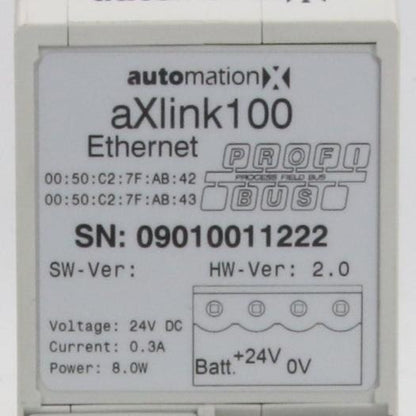 automationX
aXlink100
Ethernet
PROFI
PROCESS FIELD BUS
BUS
00:50:C2:7F:AB:42
00:50:C2:7F:AB:43
SN: 09010011222
SW-Ver:
HW-Ver: 2.0
Voltage: 24V DC
Current: 0.3A
Power: 8.0W
Batt. +24V 0V